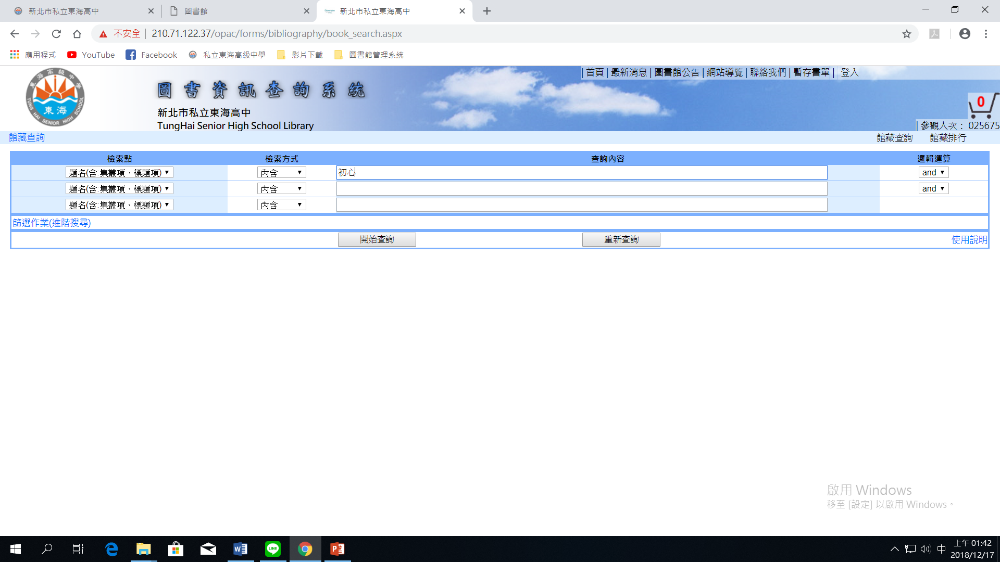 新北市私立東海高中
圖書館
新北市私立東海高中
不安全 | 210.71.122.37/opac/forms/bibliography/book_search.aspx
應用程式 YouTube Facebook 私立東海高級中學 影片下載 圖書館管理系統
| 首頁 | 最新消息 | 圖書館公告 | 網站導覽 | 聯絡我們 | 暫存書單 | 登入
東海高級中學
東海
TUNG HAI SENIOR HIGH SCHOOL
圖書資訊查詢系統
新北市私立東海高中
TungHai Senior High School Library
0
| 參觀人次: 025675
館藏查詢 館藏查詢 館藏排行
檢索點 檢索方式 查詢內容 邏輯運算
題名(含:集叢項、標題項) 內含 初心 and
題名(含:集叢項、標題項) 內含 and
題名(含:集叢項、標題項) 內含
篩選作業(進階搜尋)
開始查詢 重新查詢 使用說明
啟用 Windows
移至 [設定] 以啟用 Windows。
中
上午 01:42
2018/12/17